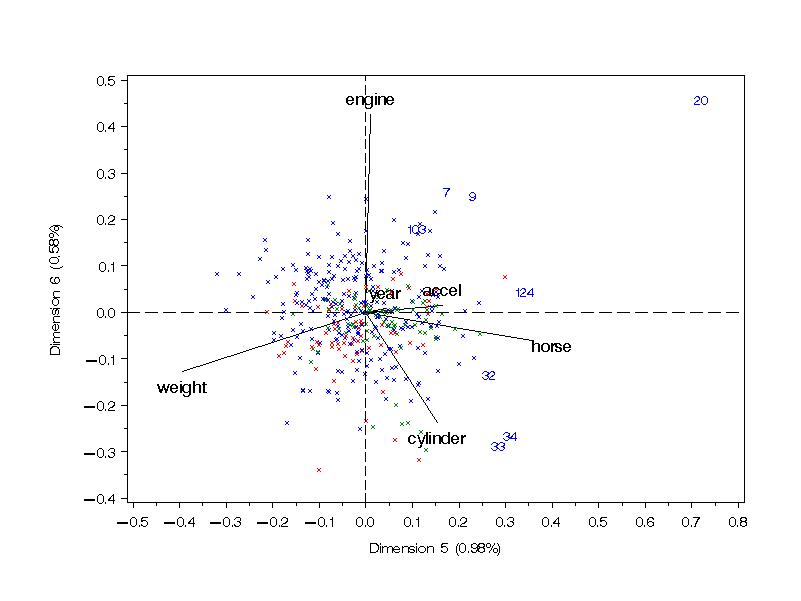 0.5
engine
20
0.4
0.3
7
9
0.2
103
0.1
year
accel
124
0.0
horse
−0.1
32
weight
−0.2
cylinder
34
33
−0.3
−0.4
Dimension 6 (0.58%)
−0.5 −0.4 −0.3 −0.2 −0.1 0.0 0.1 0.2 0.3 0.4 0.5 0.6 0.7 0.8
Dimension 5 (0.98%)